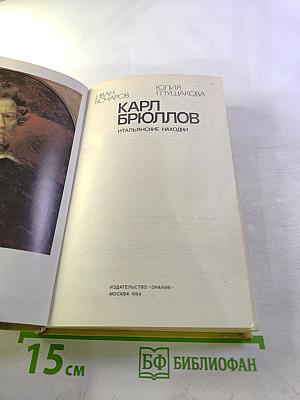 ИВАН БОЧАРОВ
ЮЛИЯ ГЛУШАКОВА
КАРЛ
БРЮЛЛОВ
ИТАЛЬЯНСКИЕ НАХОДКИ
ИЗДАТЕЛЬСТВО «ЗНАНИЕ»
МОСКВА 1984
15 см
БФ БИБЛИОФАН